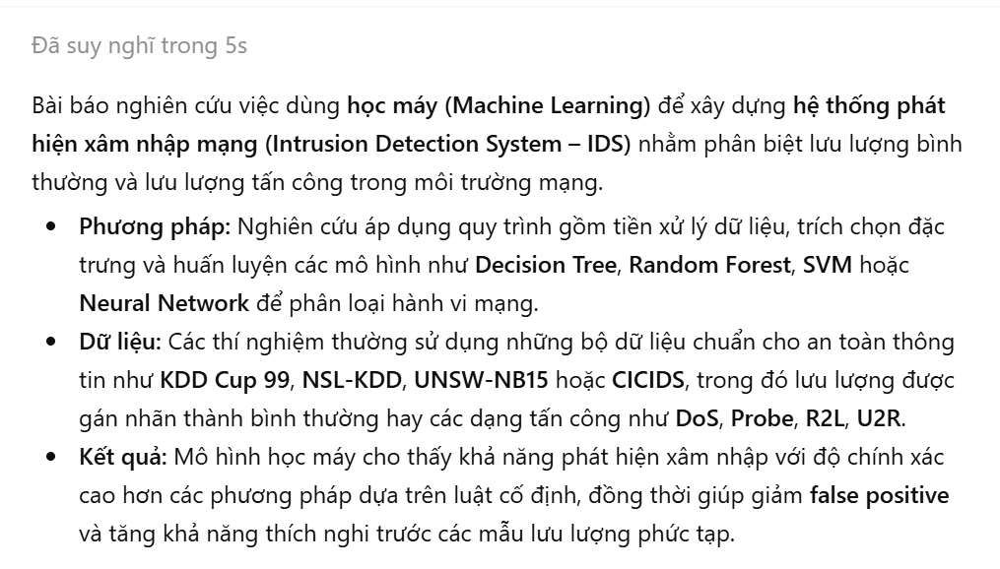 Đã suy nghĩ trong 5s
Bài báo nghiên cứu việc dùng học máy (Machine Learning) để xây dựng hệ thống phát
hiện xâm nhập mạng (Intrusion Detection System – IDS) nhằm phân biệt lưu lượng bình
thường và lưu lượng tấn công trong môi trường mạng.
• Phương pháp: Nghiên cứu áp dụng quy trình gồm tiền xử lý dữ liệu, trích chọn đặc
trưng và huấn luyện các mô hình như Decision Tree, Random Forest, SVM hoặc
Neural Network để phân loại hành vi mạng.
• Dữ liệu: Các thí nghiệm thường sử dụng những bộ dữ liệu chuẩn cho an toàn thông
tin như KDD Cup 99, NSL-KDD, UNSW-NB15 hoặc CICIDS, trong đó lưu lượng được
gán nhãn thành bình thường hay các dạng tấn công như DoS, Probe, R2L, U2R.
• Kết quả: Mô hình học máy cho thấy khả năng phát hiện xâm nhập với độ chính xác
cao hơn các phương pháp dựa trên luật cố định, đồng thời giúp giảm false positive
và tăng khả năng thích nghi trước các mẫu lưu lượng phức tạp.